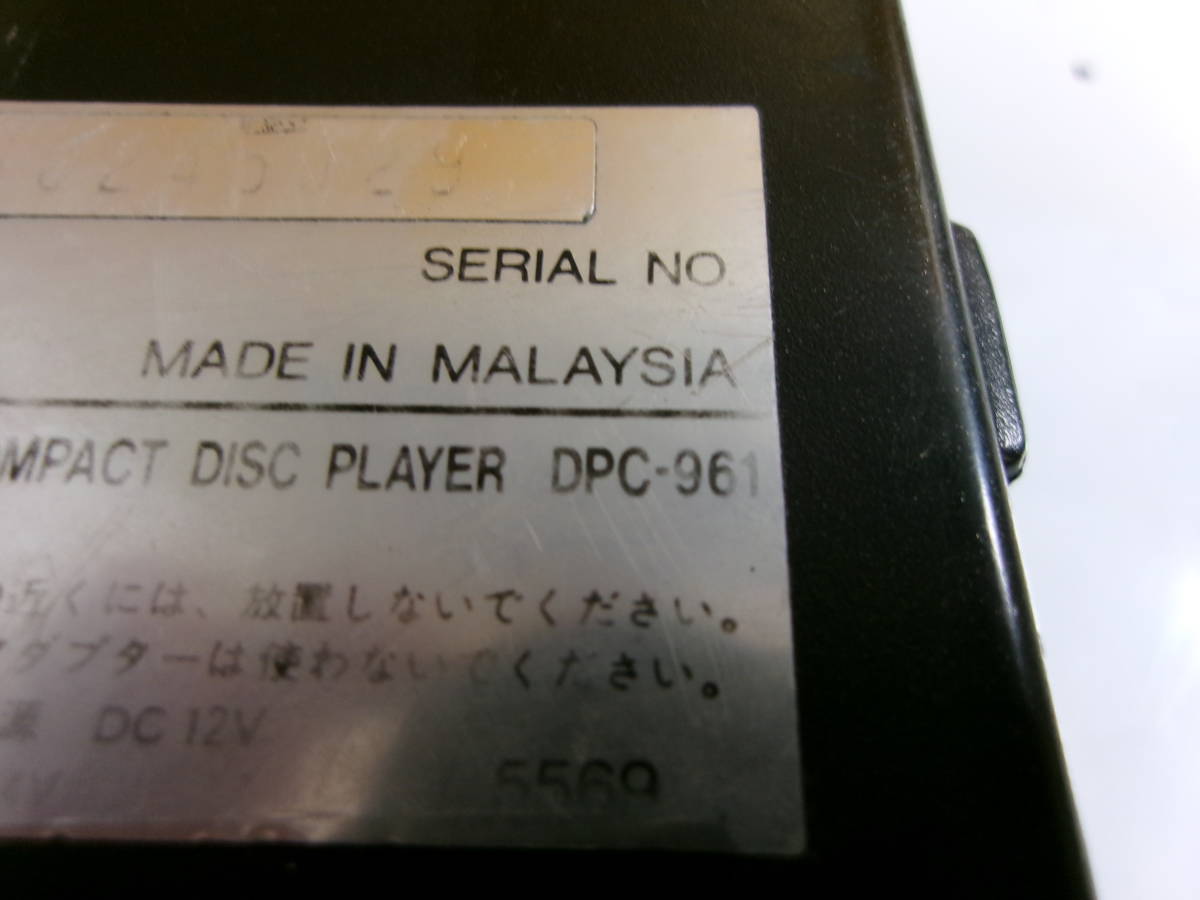 SERIAL NO.
MADE IN MALAYSIA
COMPACT DISC PLAYER DPC-961
近くには、放置しないでください。
アダプターは使わないでください。
源 DC 12V
5569